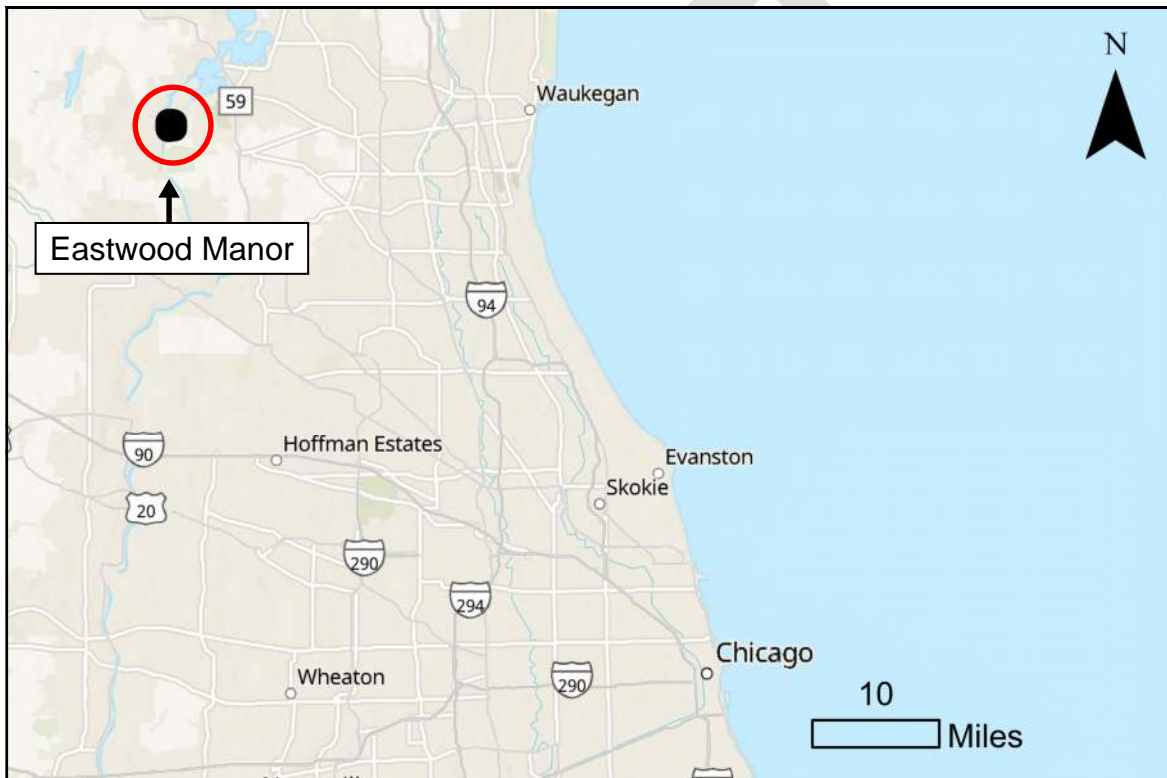 N
Waukegan
59
Eastwood Manor
94
Hoffman Estates
90
Evanston
Skokie
20
290
294
Chicago
Wheaton
290
10
Miles